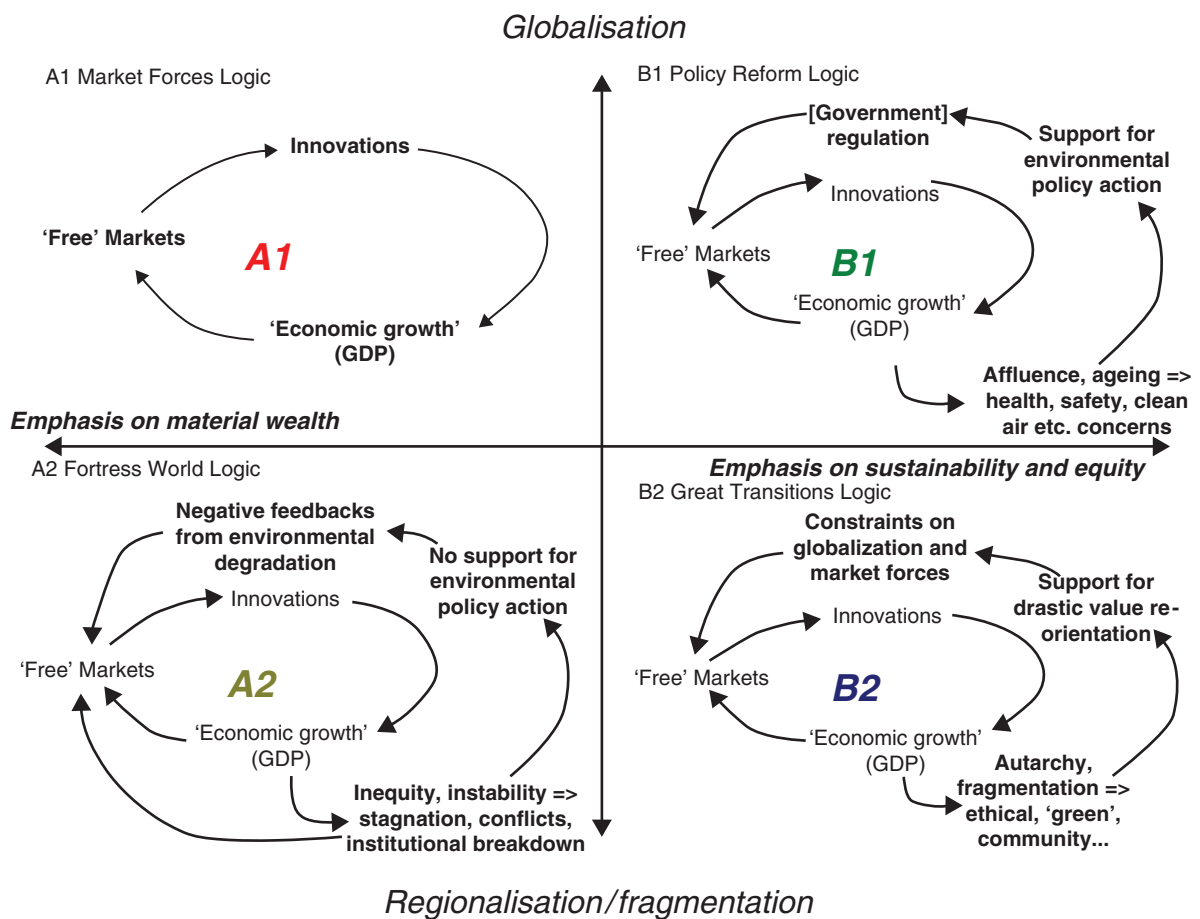 Globalisation
A1 Market Forces Logic
Innovations
'Free' Markets
A1
'Economic growth'
(GDP)
B1 Policy Reform Logic
[Government]
regulation
Support for
environmental
policy action
Innovations
'Free' Markets
B1
'Economic growth'
(GDP)
Affluence, ageing =>
health, safety, clean
air etc. concerns
Emphasis on material wealth
Emphasis on sustainability and equity
A2 Fortress World Logic
Negative feedbacks
from environmental
degradation
No support for
environmental
policy action
Innovations
'Free' Markets
A2
'Economic growth'
(GDP)
Inequity, instability =>
stagnation, conflicts,
institutional breakdown
B2 Great Transitions Logic
Constraints on
globalization and
market forces
Support for
drastic value re-
orientation
Innovations
'Free' Markets
B2
'Economic growth'
(GDP)
Autarchy,
fragmentation =>
ethical, 'green',
community...
Regionalisation/fragmentation